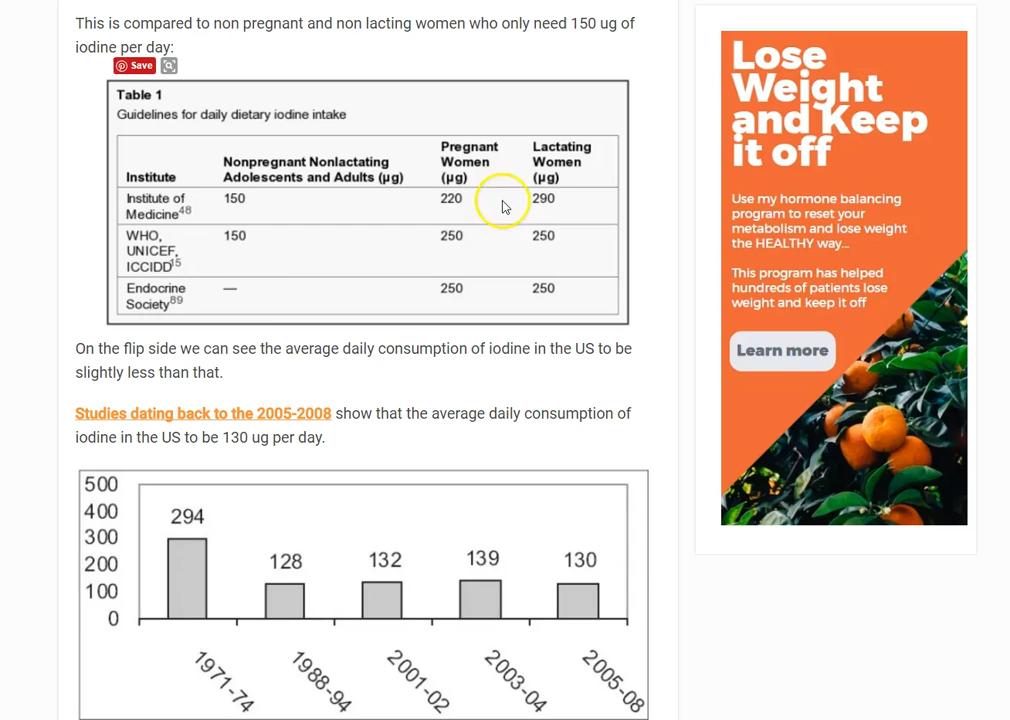 This is compared to non pregnant and non lacting women who only need 150 ug of
iodine per day:
Save
Table 1
Guidelines for daily dietary iodine intake
Institute
Nonpregnant Nonlactating
Adolescents and Adults (µg)
Pregnant
Women
(µg)
Lactating
Women
(µg)
Institute of
Medicine48
150
220
290
WHO,
UNICEF,
ICCIDD15
150
250
250
Endocrine
Society89
—
250
250
On the flip side we can see the average daily consumption of iodine in the US to be
slightly less than that.
Studies dating back to the 2005-2008 show that the average daily consumption of
iodine in the US to be 130 ug per day.
500
400
300
200
100
0
294
128
132
139
130
1971-74
1988-94
2001-02
2003-04
2005-08
Lose
Weight
and Keep
it off
Use my hormone balancing
program to reset your
metabolism and lose weight
the HEALTHY way...
This program has helped
hundreds of patients lose
weight and keep it off
Learn more